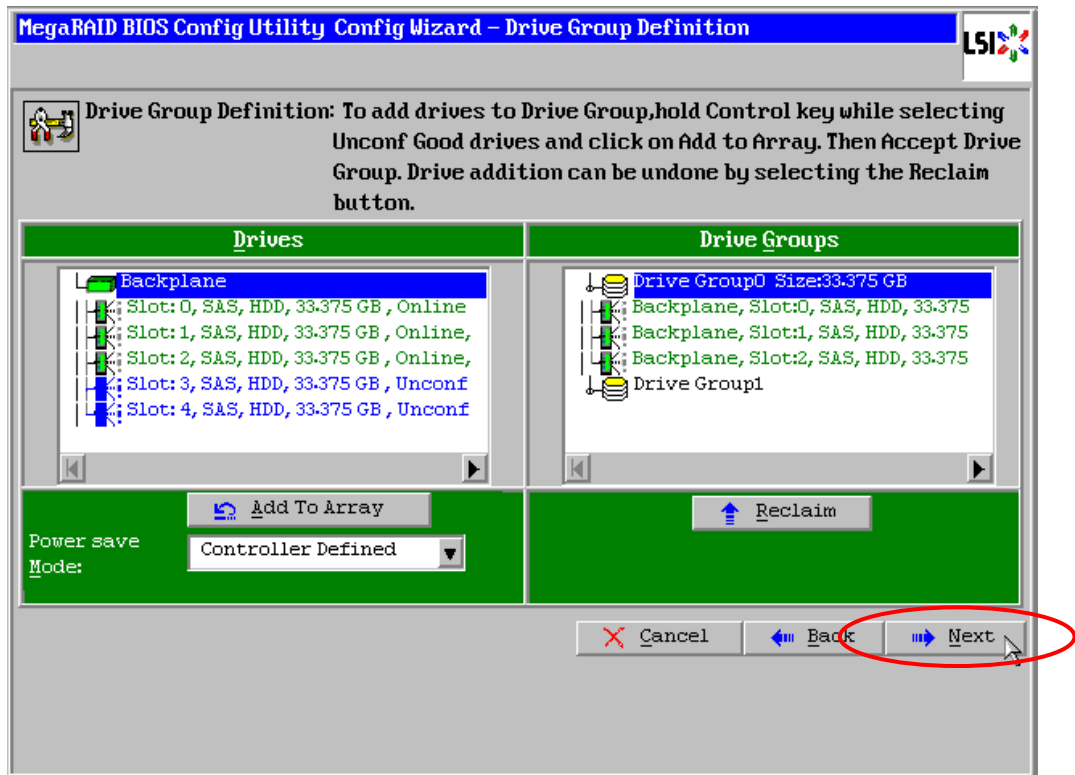 MegaRAID BIOS Config Utility Config Wizard – Drive Group Definition
LSI
Drive Group Definition: To add drives to Drive Group,hold Control key while selecting
Unconf Good drives and click on Add to Array. Then Accept Drive
Group. Drive addition can be undone by selecting the Reclaim
button.
Drives
Backplane
Slot: 0, SAS, HDD, 33.375 GB , Online
Slot: 1, SAS, HDD, 33.375 GB , Online,
Slot: 2, SAS, HDD, 33.375 GB , Online,
Slot: 3, SAS, HDD, 33.375 GB , Unconf
Slot: 4, SAS, HDD, 33.375 GB , Unconf
Add To Array
Power save
Mode:
Controller Defined
Drive Groups
Drive Group0 Size:33.375 GB
Backplane, Slot:0, SAS, HDD, 33.375
Backplane, Slot:1, SAS, HDD, 33.375
Backplane, Slot:2, SAS, HDD, 33.375
Drive Group1
Reclaim
Cancel
Back
Next